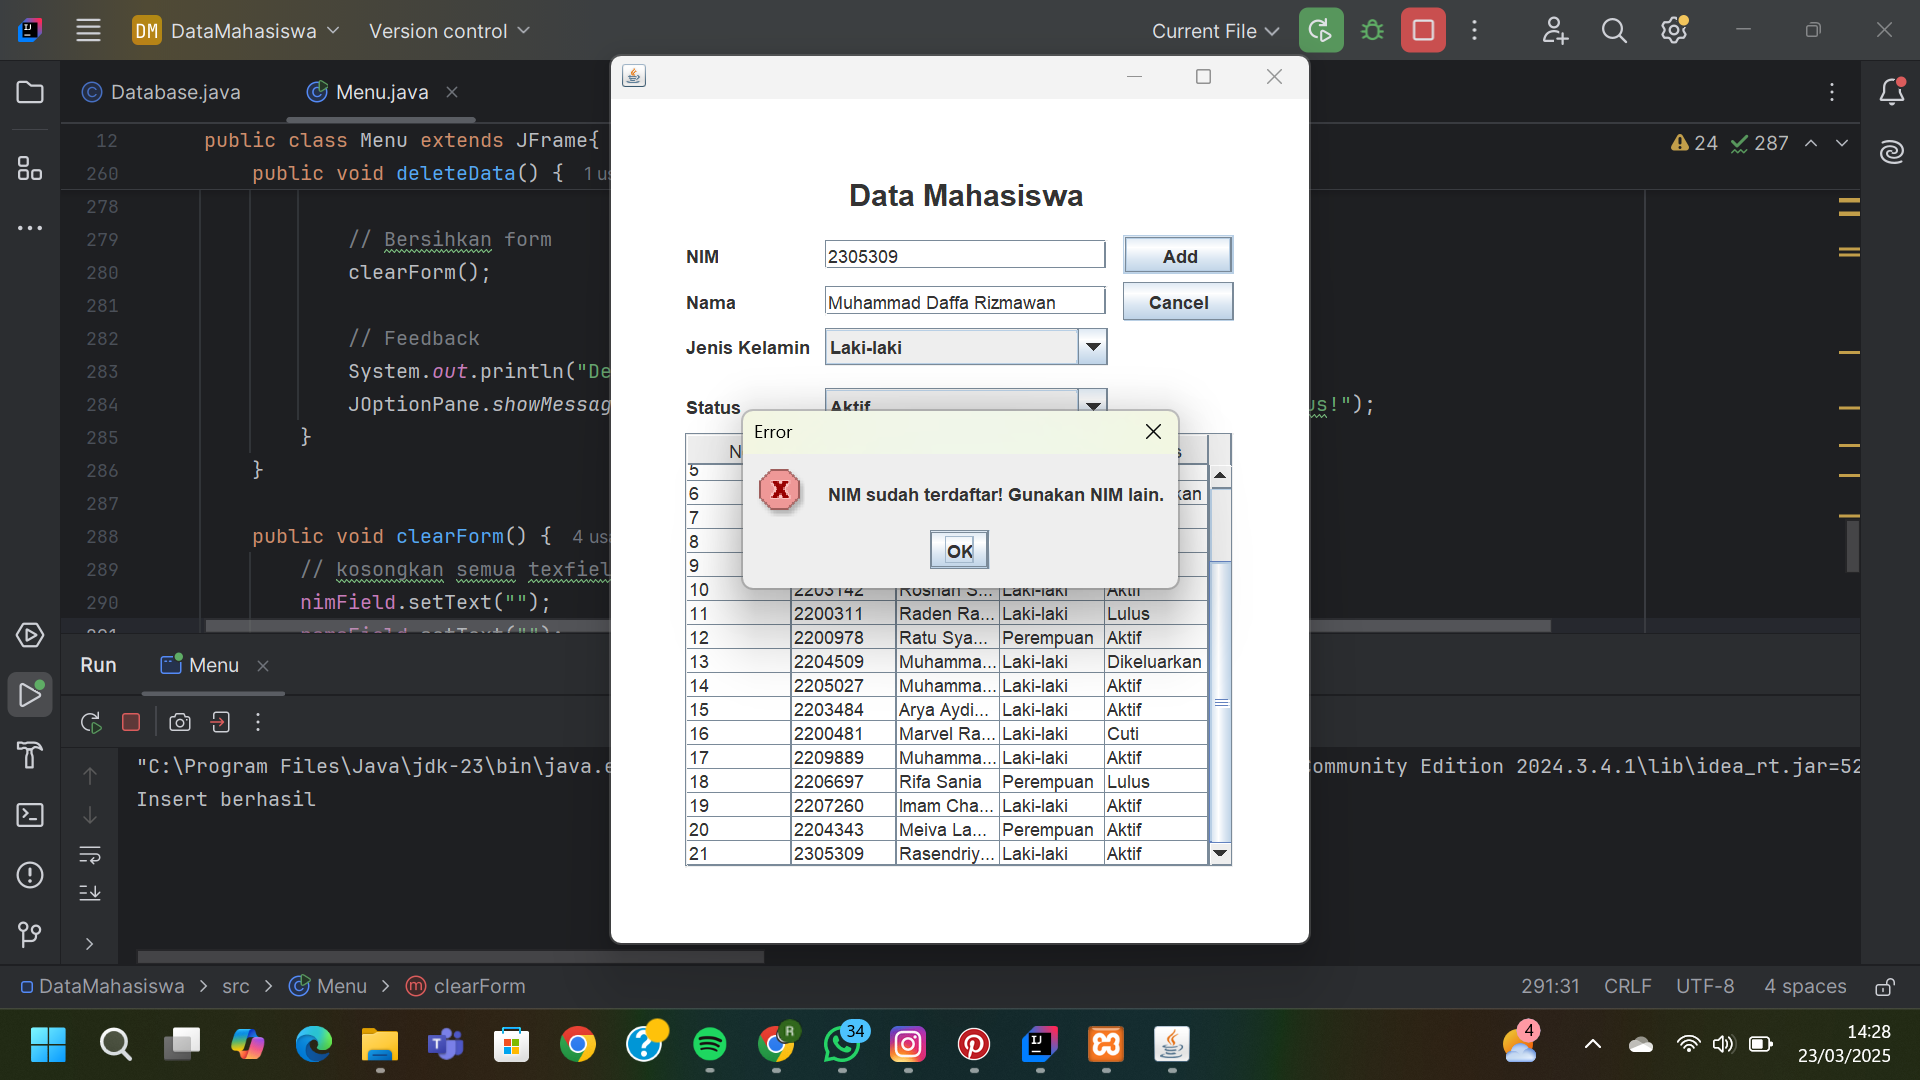 DM DataMahasiswa Version control Current File
Database.java Menu.java
12 public class Menu extends JFrame{
260 public void deleteData() {
24 287
278
279 // Bersihkan form
280 clearForm();
281
282 // Feedback
283 System.out.println("De
284 JOptionPane.showMessag us!");
285 }
286 }
287
288 public void clearForm() { 4 us
289 // kosongkan semua texfiel
290 nimField.setText("");
Data Mahasiswa
NIM 2305309 Add
Nama Muhammad Daffa Rizmawan Cancel
Jenis Kelamin Laki-laki
Status Aktif
Error
NIM sudah terdaftar! Gunakan NIM lain.
OK
N
5
6 kan
7
8
9
10 2203142 Roshan S... Laki-laki Aktif
11 2200311 Raden Ra... Laki-laki Lulus
12 2200978 Ratu Sya... Perempuan Aktif
13 2204509 Muhamma... Laki-laki Dikeluarkan
14 2205027 Muhamma... Laki-laki Aktif
15 2203484 Arya Aydi... Laki-laki Aktif
16 2200481 Marvel Ra... Laki-laki Cuti
17 2209889 Muhamma... Laki-laki Aktif
18 2206697 Rifa Sania Perempuan Lulus
19 2207260 Imam Cha... Laki-laki Aktif
20 2204343 Meiva La... Perempuan Aktif
21 2305309 Rasendriy... Laki-laki Aktif
Run Menu
"C:\Program Files\Java\jdk-23\bin\java.e ommunity Edition 2024.3.4.1\lib\idea_rt.jar=52
Insert berhasil
DataMahasiswa > src > Menu > clearForm 291:31 CRLF UTF-8 4 spaces
R 34 4 14:28
23/03/2025